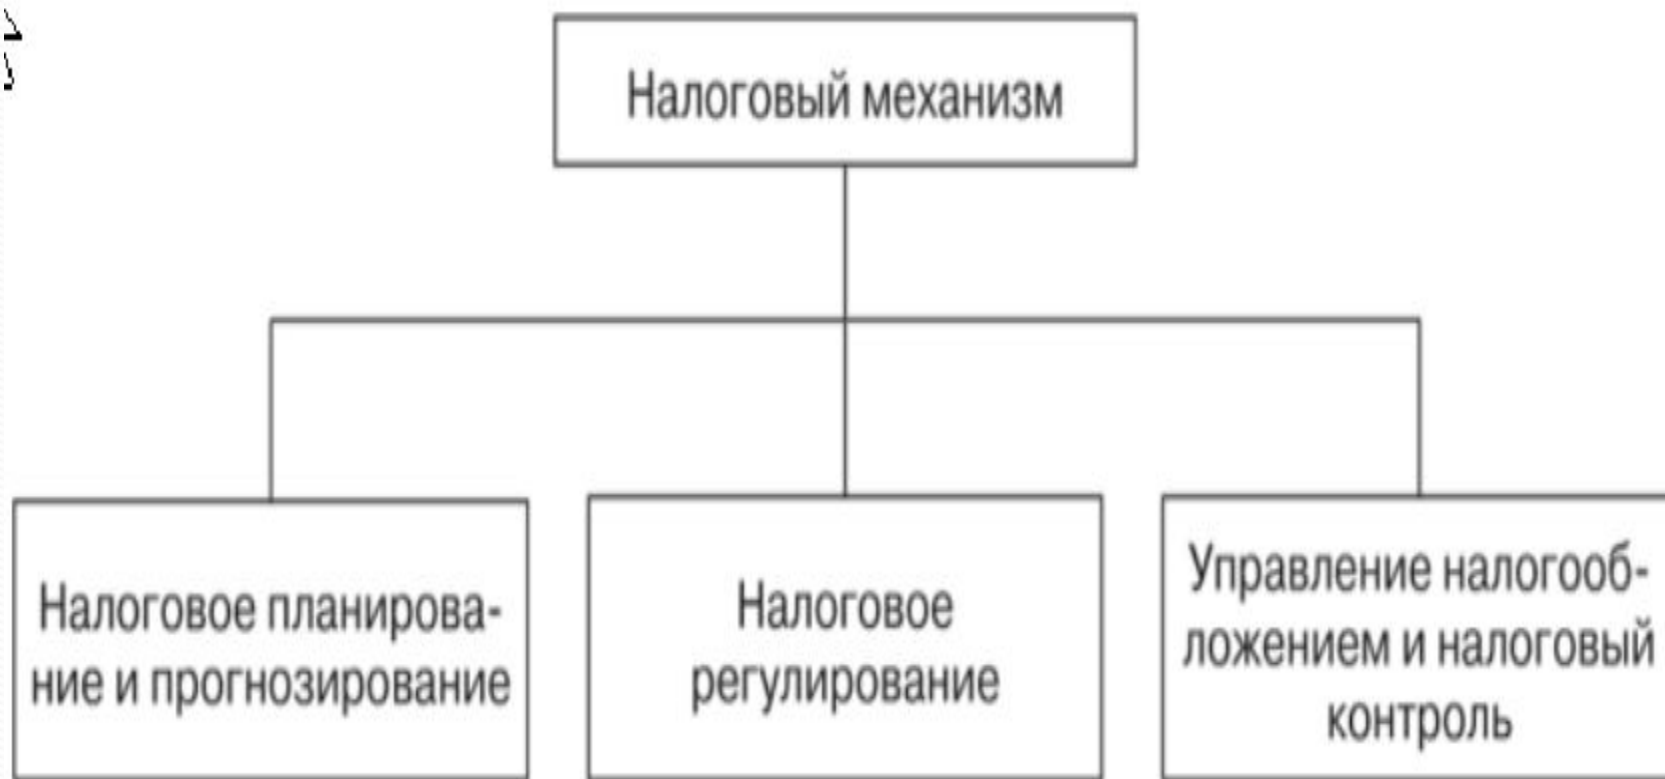 Налоговый механизм
Налоговое планирова-
ние и прогнозирование
Налоговое
регулирование
Управление налогооб-
ложением и налоговый
контроль